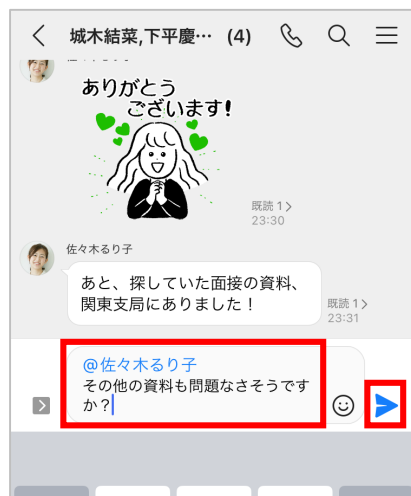 城木結菜,下平慶… (4)
ありがとう
ございます!
既読 1
23:30
佐々木るり子
あと、探していた面接の資料、
関東支局にありました！
既読 1
23:31
@佐々木るり子
その他の資料も問題なさそうです
か？